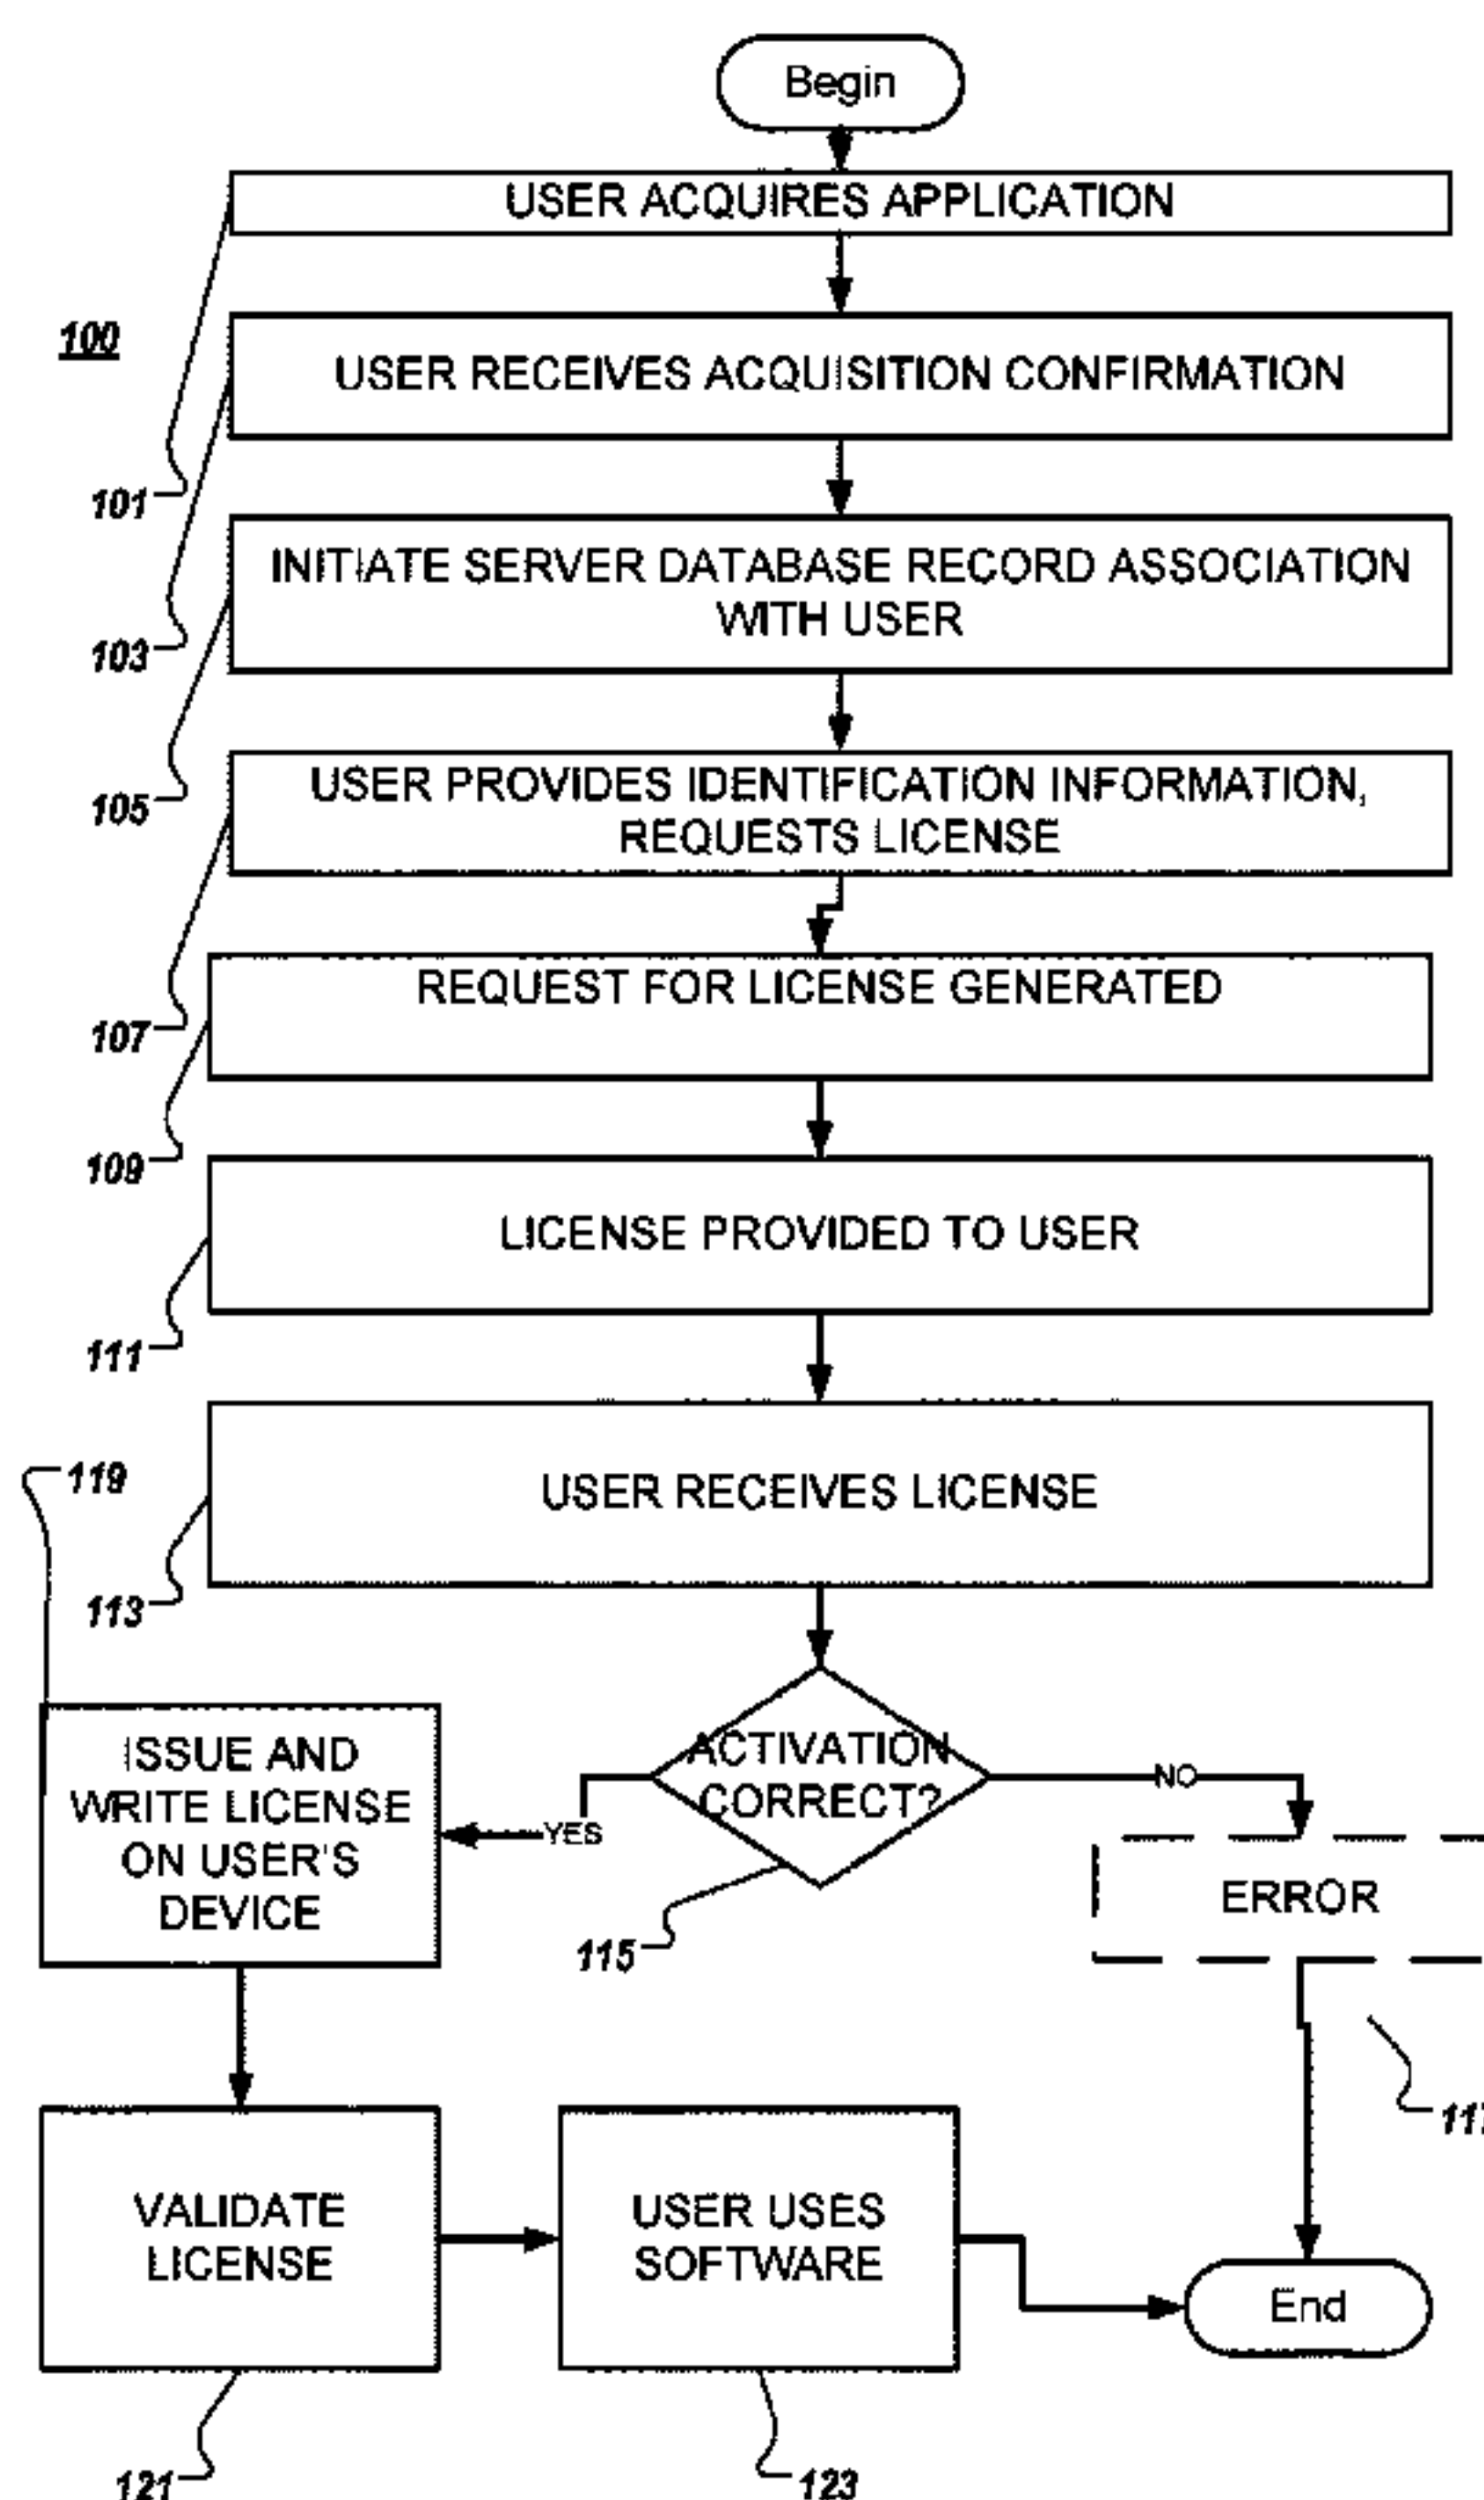 Begin
USER ACQUIRES APPLICATION
100
USER RECEIVES ACQUISITION CONFIRMATION
101
INITIATE SERVER DATABASE RECORD ASSOCIATION
WITH USER
103
USER PROVIDES IDENTIFICATION INFORMATION,
REQUESTS LICENSE
105
REQUEST FOR LICENSE GENERATED
107
109
LICENSE PROVIDED TO USER
111
119
USER RECEIVES LICENSE
113
ACTIVATION
CORRECT?
NO
YES
ISSUE AND
WRITE LICENSE
ON USER'S
DEVICE
ERROR
115
VALIDATE
LICENSE
USER USES
SOFTWARE
End
121
123